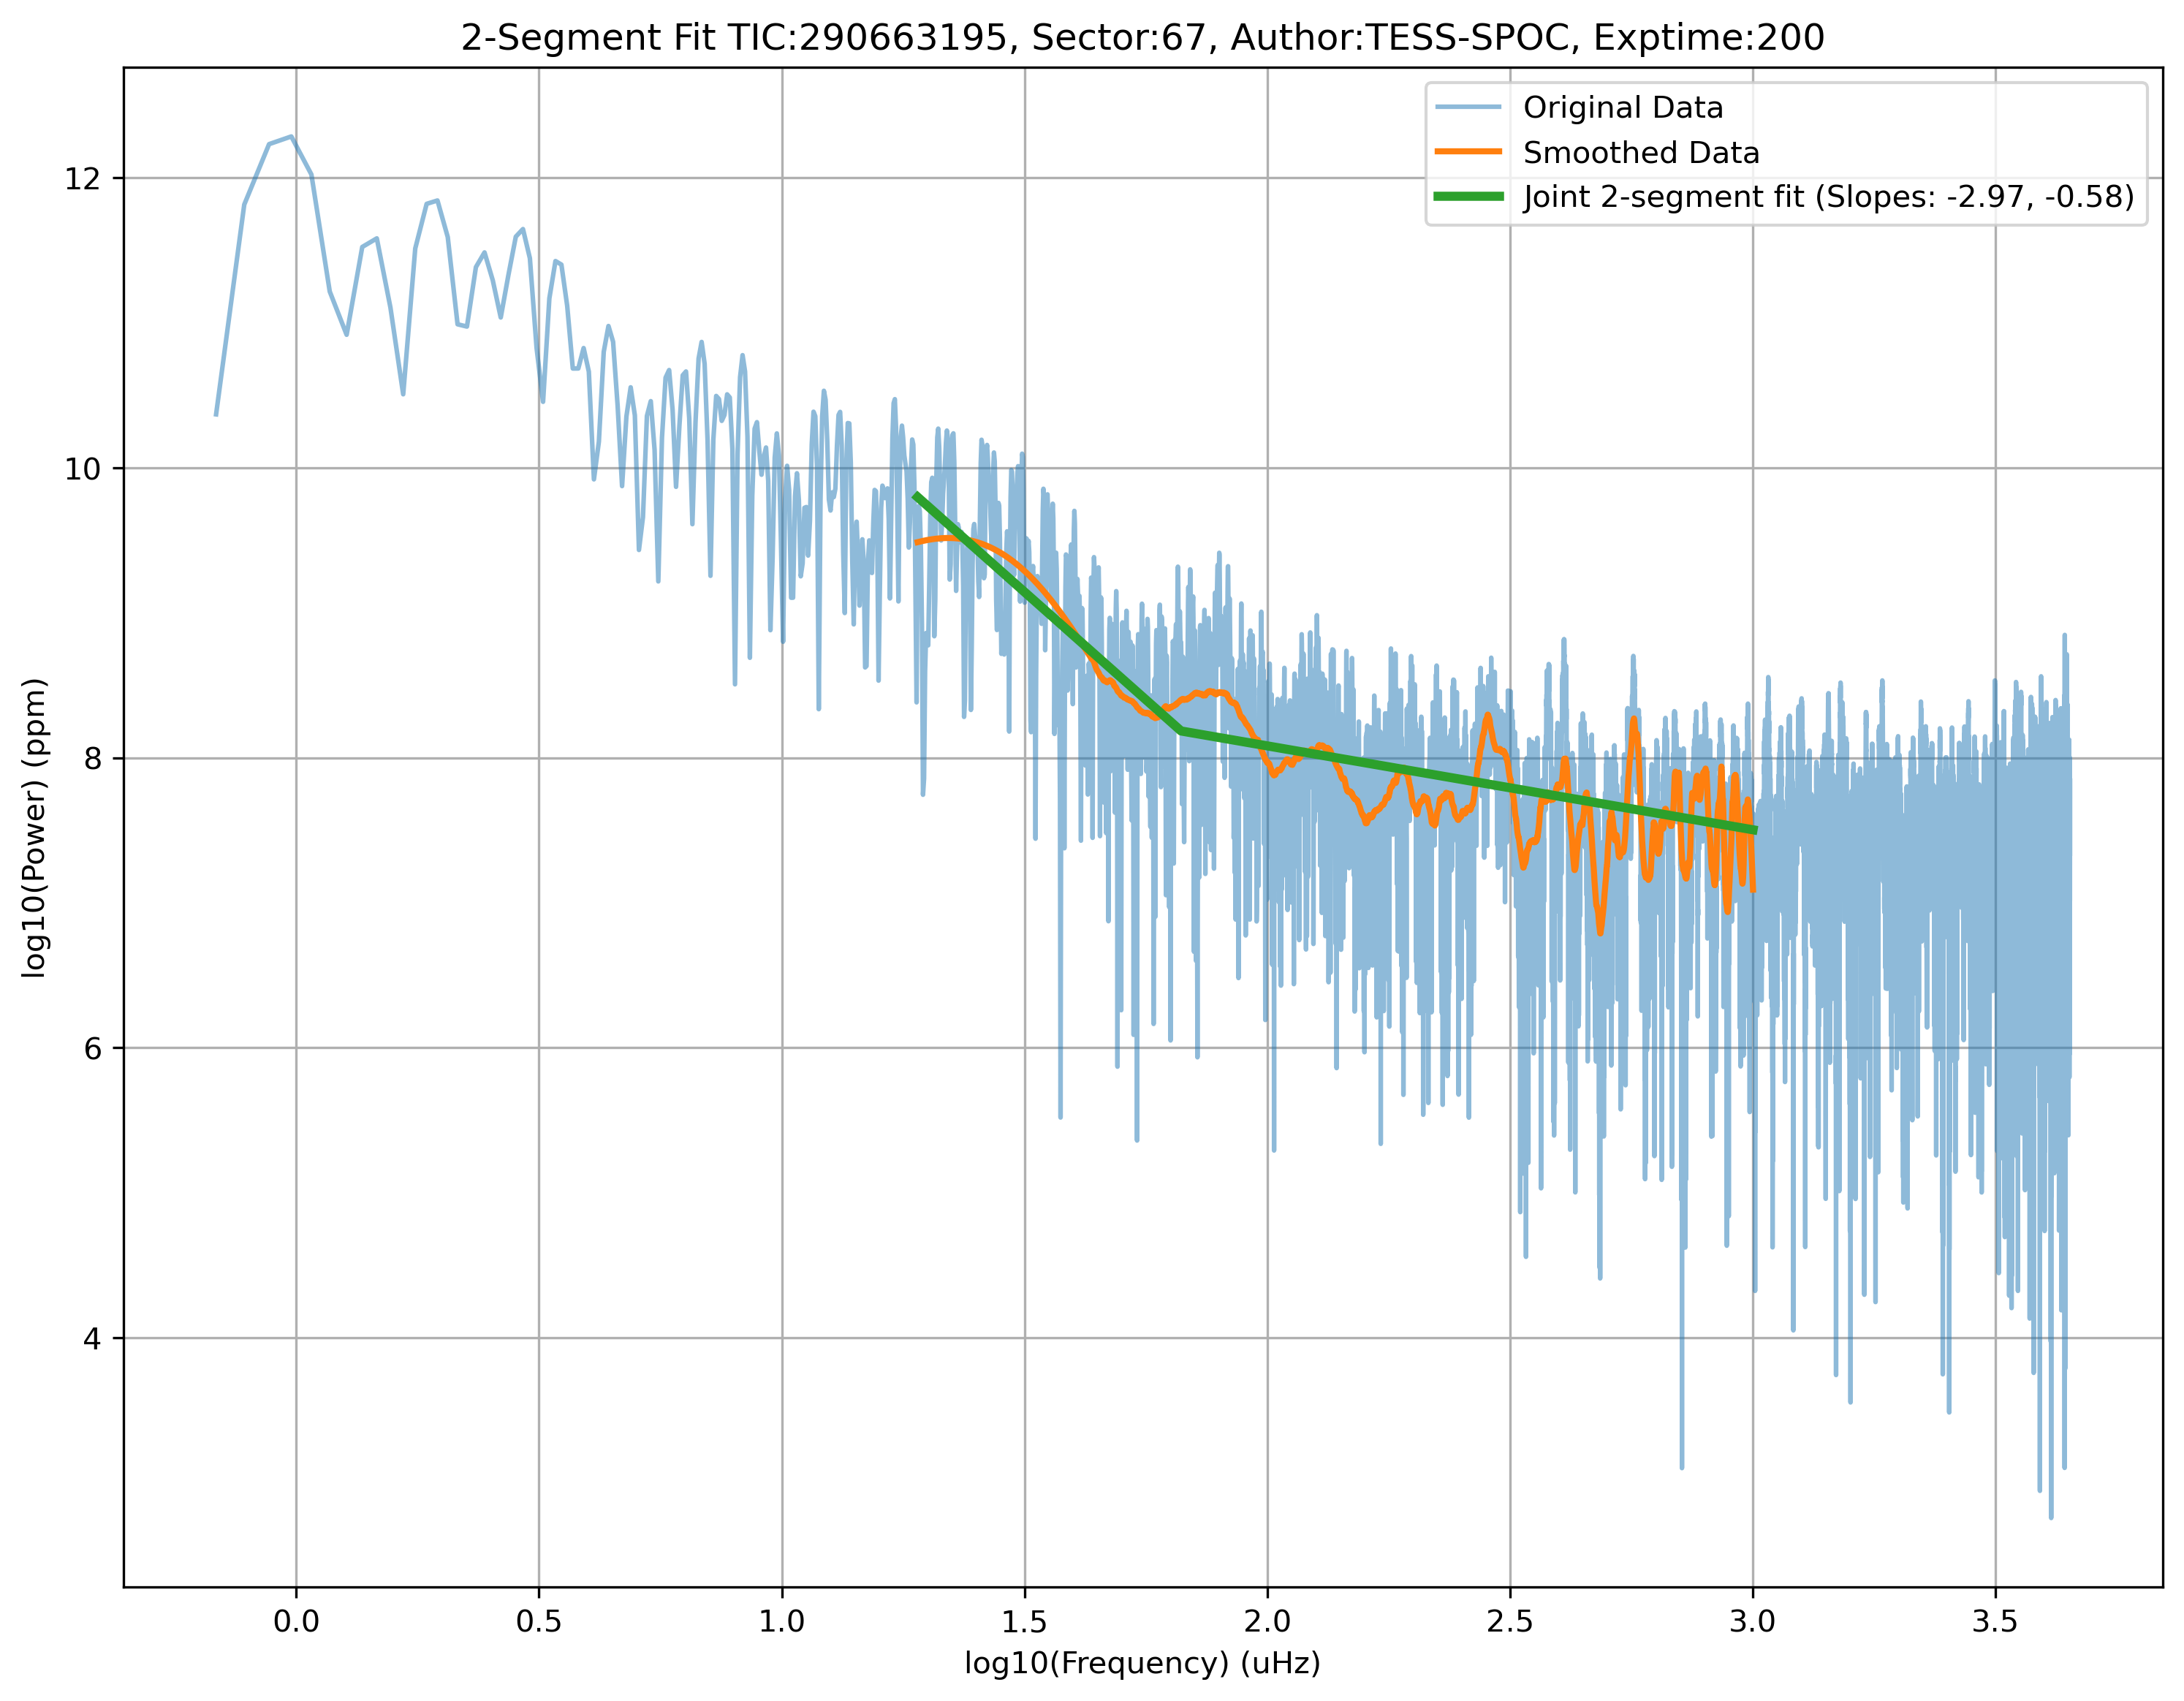 2-Segment Fit TIC:290663195, Sector:67, Author:TESS-SPOC, Exptime:200
Original Data
Smoothed Data
Joint 2-segment fit (Slopes: -2.97, -0.58)
log10(Power) (ppm)
12
10
8
6
4
0.0 0.5 1.0 1.5 2.0 2.5 3.0 3.5
log10(Frequency) (uHz)